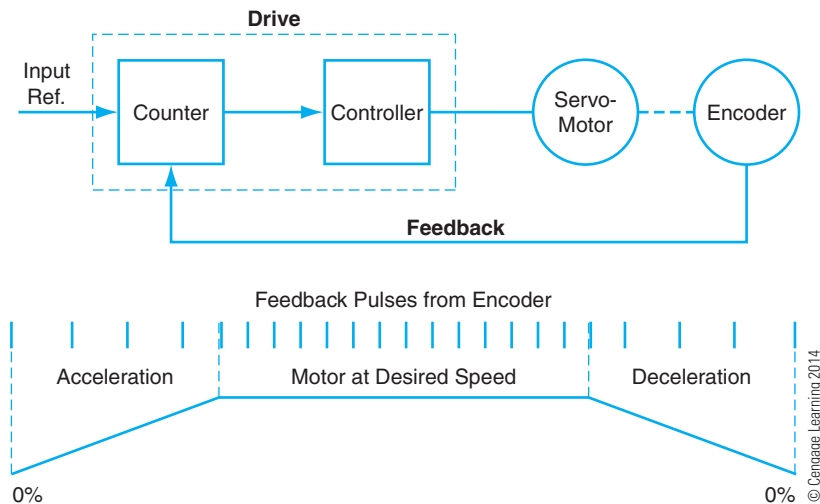 Drive
Input
Ref.
Counter
Controller
Servo-
Motor
Encoder
Feedback
Feedback Pulses from Encoder
Acceleration
Motor at Desired Speed
Deceleration
0%
0%
© Cengage Learning 2014